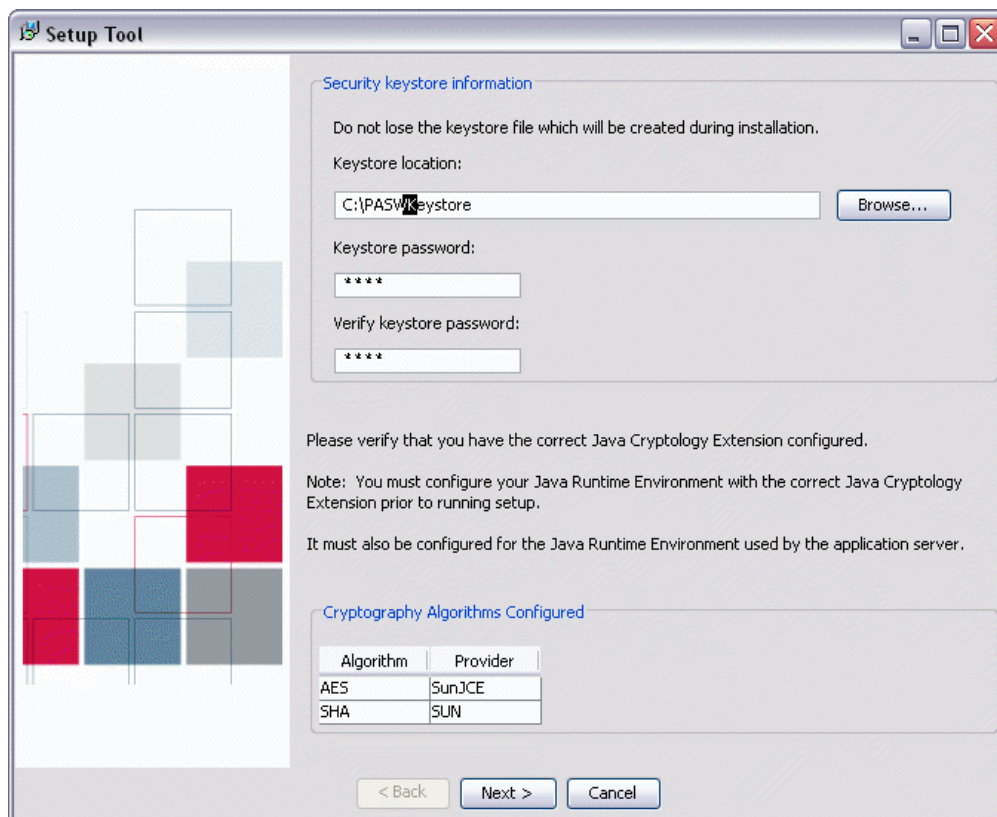 Setup Tool
Security keystore information
Do not lose the keystore file which will be created during installation.
Keystore location:
C:\PASWKeystore
Browse...
Keystore password:
****
Verify keystore password:
****
Please verify that you have the correct Java Cryptology Extension configured.
Note: You must configure your Java Runtime Environment with the correct Java Cryptology
Extension prior to running setup.
It must also be configured for the Java Runtime Environment used by the application server.
Cryptography Algorithms Configured
Algorithm Provider
AES SunJCE
SHA SUN
< Back Next > Cancel